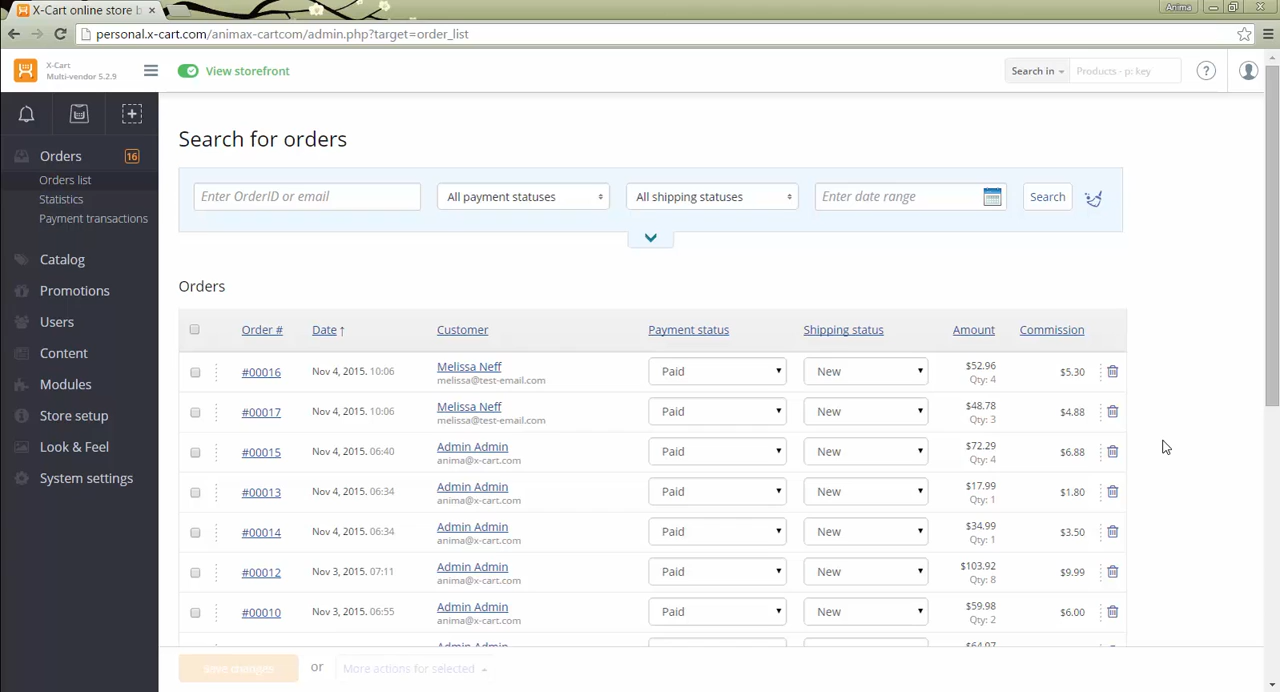 X-Cart online store b
Anima
personal.x-cart.com/animax-cartcom/admin.php?target=order_list
X-Cart
Multi-vendor 5.2.9
View storefront
Search in
Products - p: key
?
Orders 16
Orders list
Statistics
Payment transactions
Catalog
Promotions
Users
Content
Modules
Store setup
Look & Feel
System settings
Search for orders
Enter OrderID or email
All payment statuses
All shipping statuses
Enter date range
Search
Orders
Order # Date ↑ Customer Payment status Shipping status Amount Commission
#00016 Nov 4, 2015. 10:06 Melissa Neff Paid New $52.96 $5.30
melissa@test-email.com Qty: 4
#00017 Nov 4, 2015. 10:06 Melissa Neff Paid New $48.78 $4.88
melissa@test-email.com Qty: 3
#00015 Nov 4, 2015. 06:40 Admin Admin Paid New $72.29 $6.88
anima@x-cart.com Qty: 4
#00013 Nov 4, 2015. 06:34 Admin Admin Paid New $17.99 $1.80
anima@x-cart.com Qty: 1
#00014 Nov 4, 2015. 06:34 Admin Admin Paid New $34.99 $3.50
anima@x-cart.com Qty: 1
#00012 Nov 3, 2015. 07:11 Admin Admin Paid New $103.92 $9.99
anima@x-cart.com Qty: 8
#00010 Nov 3, 2015. 06:55 Admin Admin Paid New $59.98 $6.00
anima@x-cart.com Qty: 2
Save changes or More actions for selected